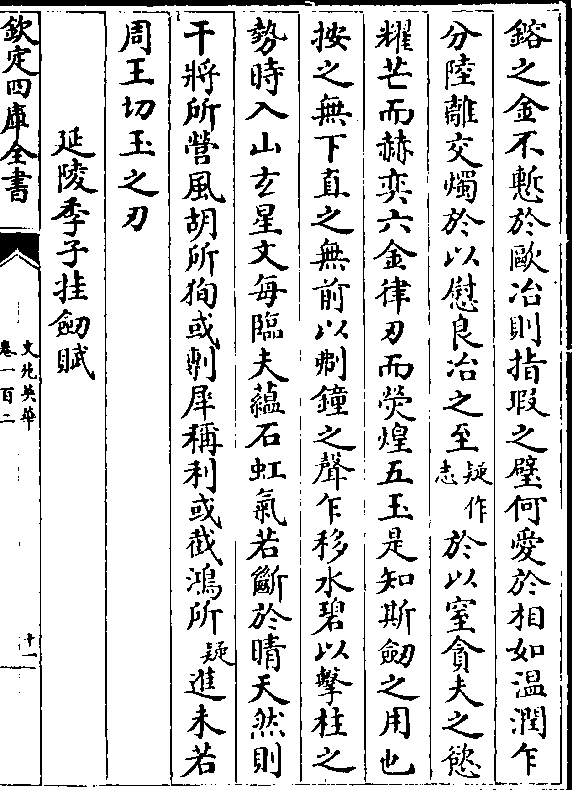 鎔之金不慙於歐冶則指瑕之璧何愛於相如温潤乍
分陸離交燭於以慰良冶之至疑作志於以窒貪夫之慾
耀芒而赫奕六金律刃而熒煌五玉是知斯劒之用也
按之無下直之無前以剸鐘之聲乍移水碧以擊柱之
勢時入山玄星文每臨夫蘊石虹氣若斷於晴天然則
干將所營風胡所狥或剸犀稱利或截鴻所疑進未若
周王切玉之刃
延陵季子挂劒賦
欽定四庫全書
文苑英華
卷一百二
十一